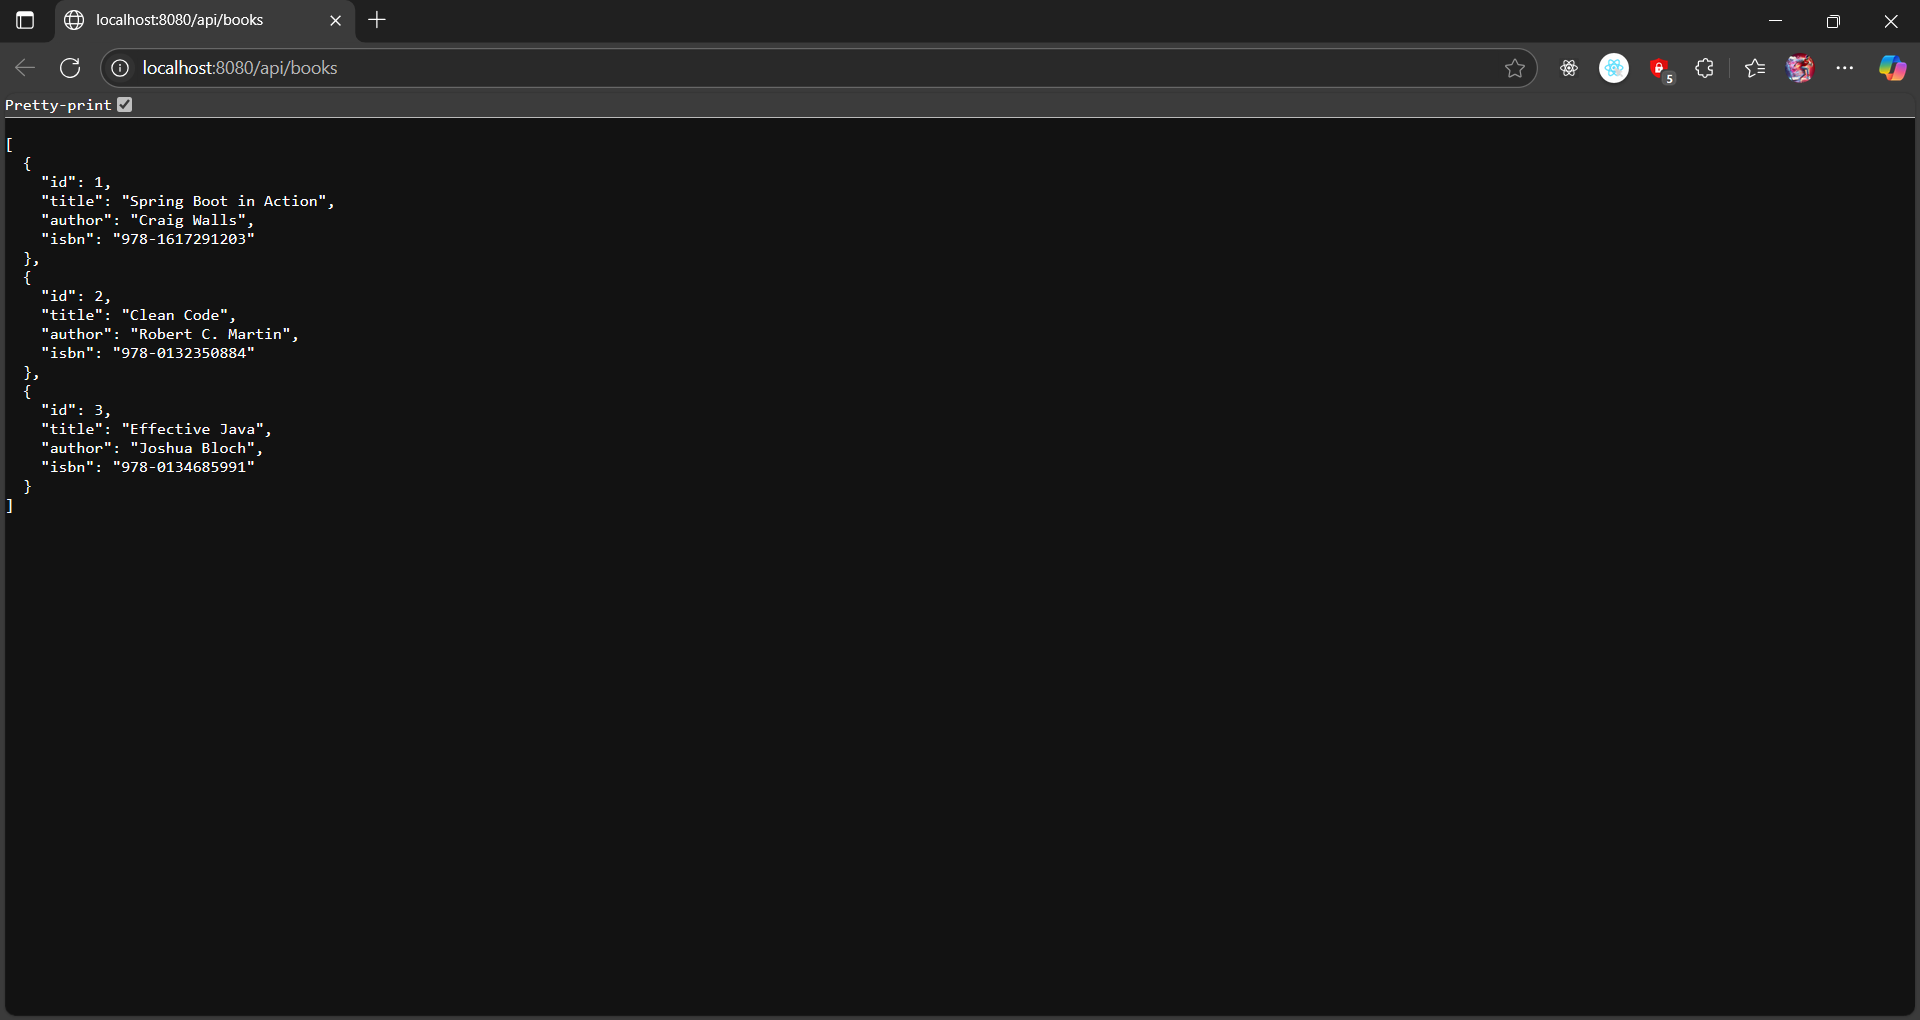 localhost:8080/api/books
localhost:8080/api/books
5
Pretty-print
[
  {
    "id": 1,
    "title": "Spring Boot in Action",
    "author": "Craig Walls",
    "isbn": "978-1617291203"
  },
  {
    "id": 2,
    "title": "Clean Code",
    "author": "Robert C. Martin",
    "isbn": "978-0132350884"
  },
  {
    "id": 3,
    "title": "Effective Java",
    "author": "Joshua Bloch",
    "isbn": "978-0134685991"
  }
]